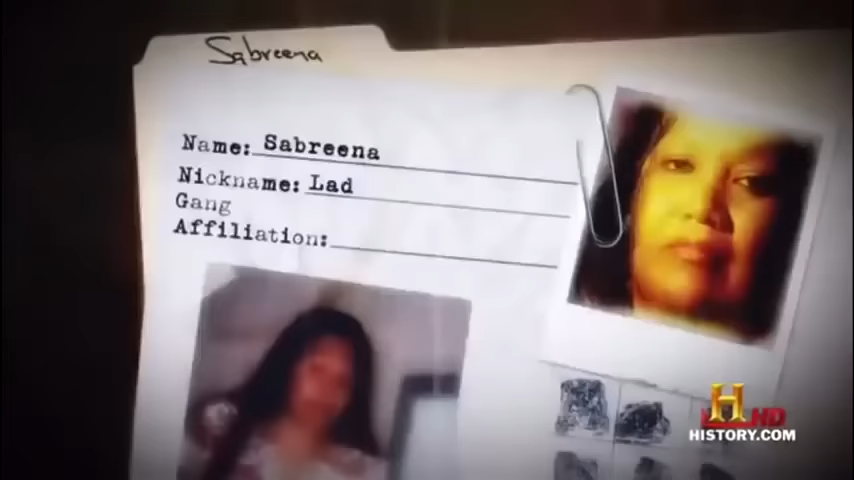 Sabreena
Name: Sabreena
Nickname: Lad
Gang
Affiliation:
H HD
HISTORY.COM